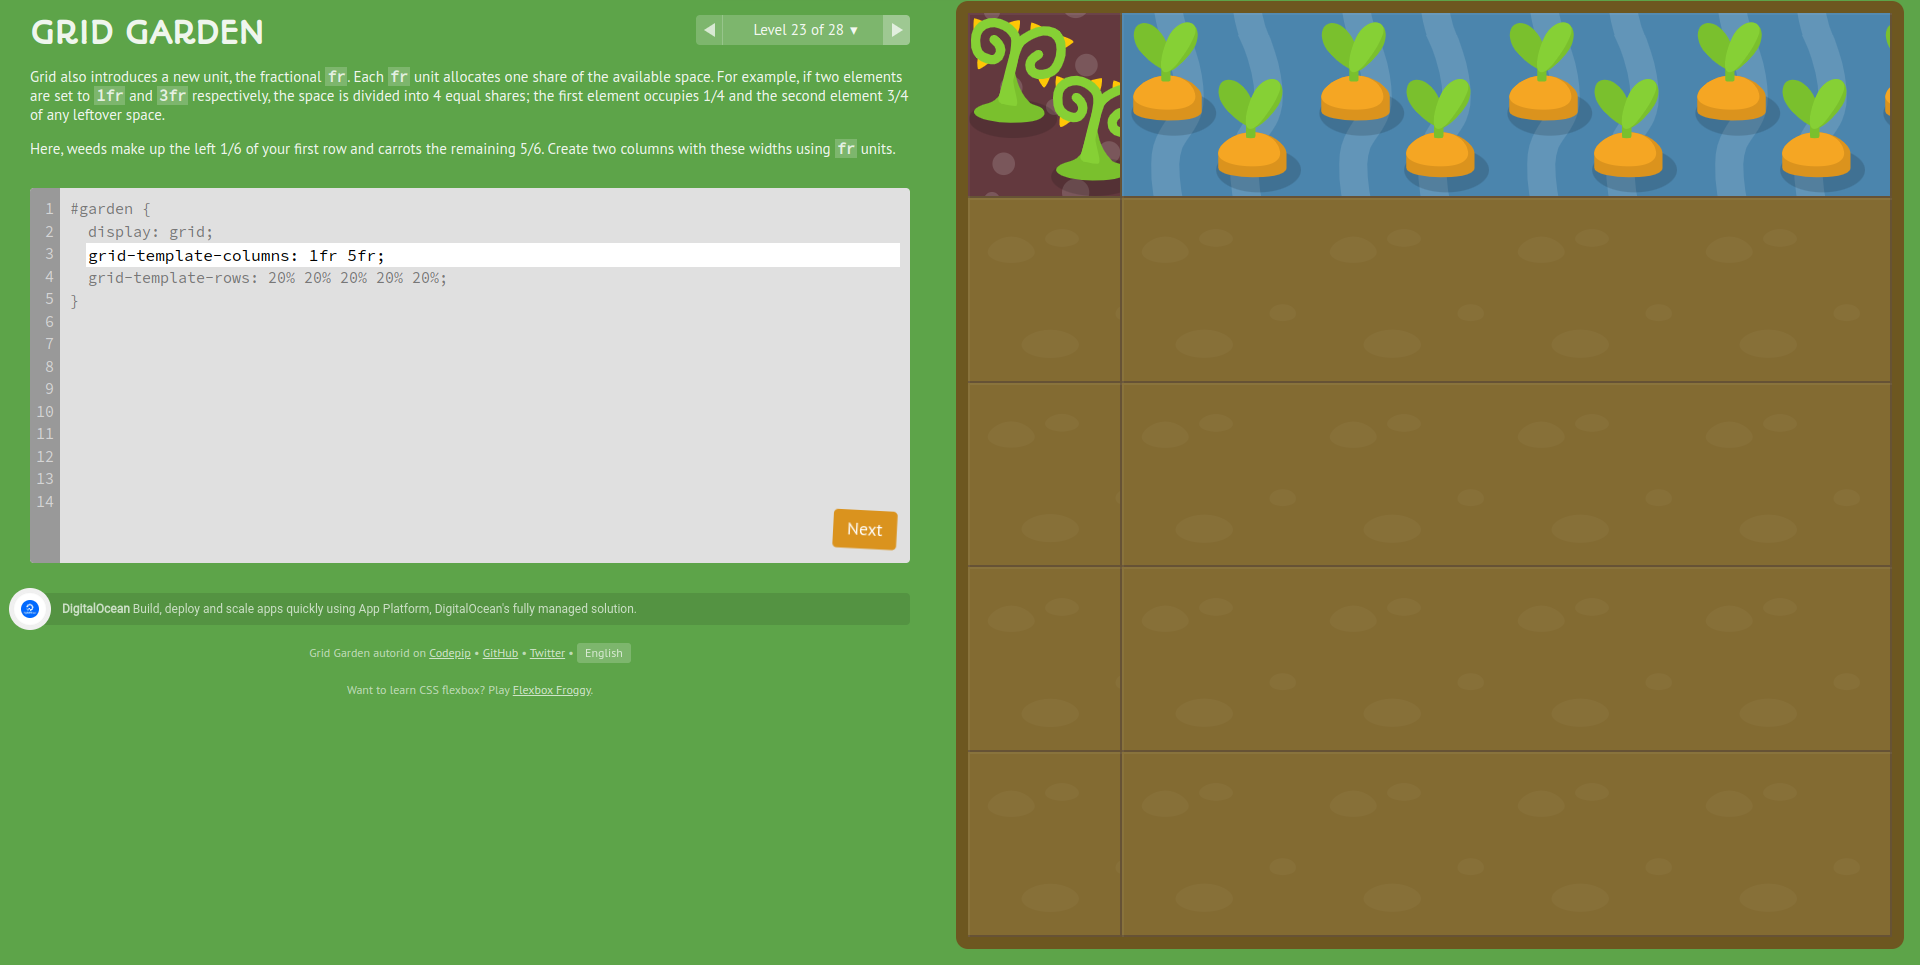 GRID GARDEN
◀ Level 23 of 28 ▾ ▶
Grid also introduces a new unit, the fractional fr. Each fr unit allocates one share of the available space. For example, if two elements
are set to 1fr and 3fr respectively, the space is divided into 4 equal shares; the first element occupies 1/4 and the second element 3/4
of any leftover space.
Here, weeds make up the left 1/6 of your first row and carrots the remaining 5/6. Create two columns with these widths using fr units.
1 #garden {
2 display: grid;
3 grid-template-columns: 1fr 5fr;
4 grid-template-rows: 20% 20% 20% 20% 20%;
5 }
6
7
8
9
10
11
12
13
14
Next
DigitalOcean Build, deploy and scale apps quickly using App Platform, DigitalOcean's fully managed solution.
Grid Garden autorid on Codepip • GitHub • Twitter • English
Want to learn CSS flexbox? Play Flexbox Froggy.